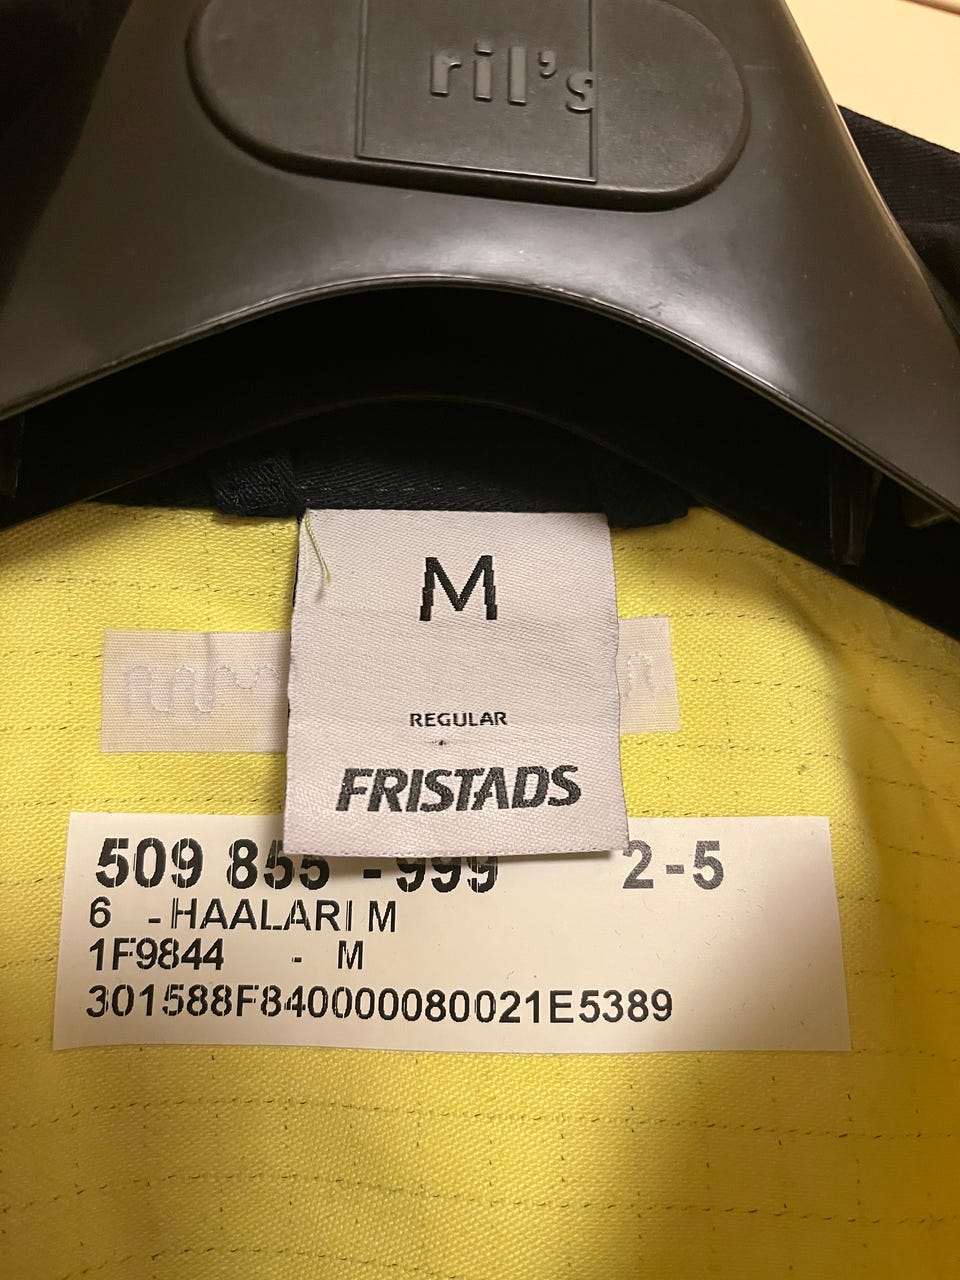 ril's
M
REGULAR
FRISTADS
509 855 -999 2-5
6 -HAALARI M
1F9844 - M
301588F840000080021E5389